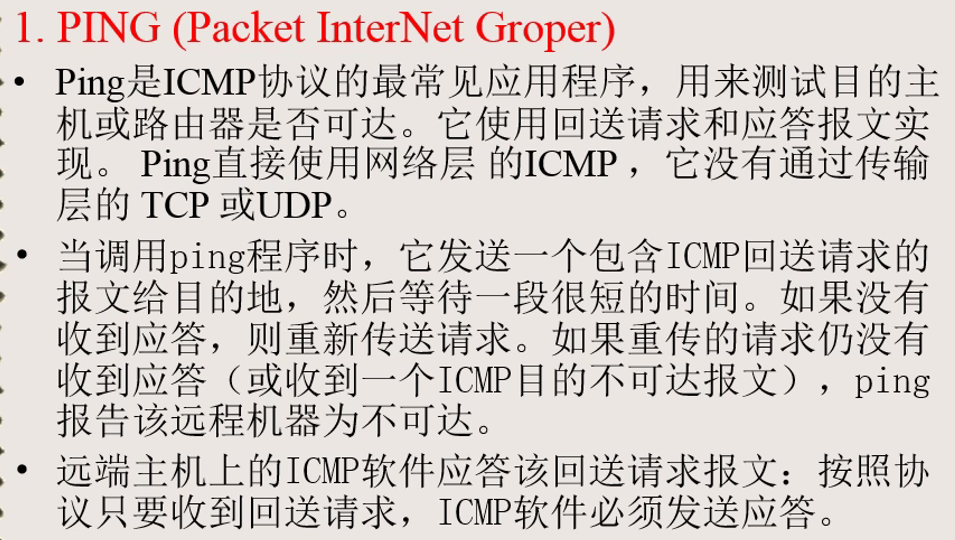 1. PING (Packet InterNet Groper)
• Ping是ICMP协议的最常见应用程序，用来测试目的主
机或路由器是否可达。它使用回送请求和应答报文实
现。 Ping直接使用网络层 的ICMP ，它没有通过传输
层的 TCP 或UDP。
• 当调用ping程序时，它发送一个包含ICMP回送请求的
报文给目的地，然后等待一段很短的时间。如果没有
收到应答，则重新传送请求。如果重传的请求仍没有
收到应答（或收到一个ICMP目的不可达报文），ping
报告该远程机器为不可达。
• 远端主机上的ICMP软件应答该回送请求报文：按照协
议只要收到回送请求，ICMP软件必须发送应答。